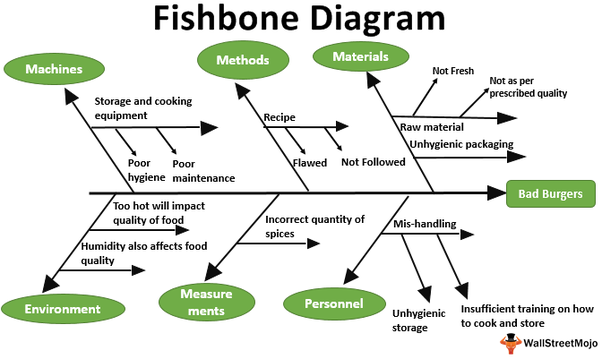 Fishbone Diagram
Machines
Methods
Materials
Storage and cooking
equipment
Poor
hygiene
Poor
maintenance
Recipe
Flawed
Not Followed
Not Fresh
Not as per
prescribed quality
Raw material
Unhygienic packaging
Bad Burgers
Too hot will impact
quality of food
Humidity also affects food
quality
Environment
Incorrect quantity of
spices
Measure
ments
Mis-handling
Unhygienic
storage
Insufficient training on how
to cook and store
Personnel
WallStreetMojo